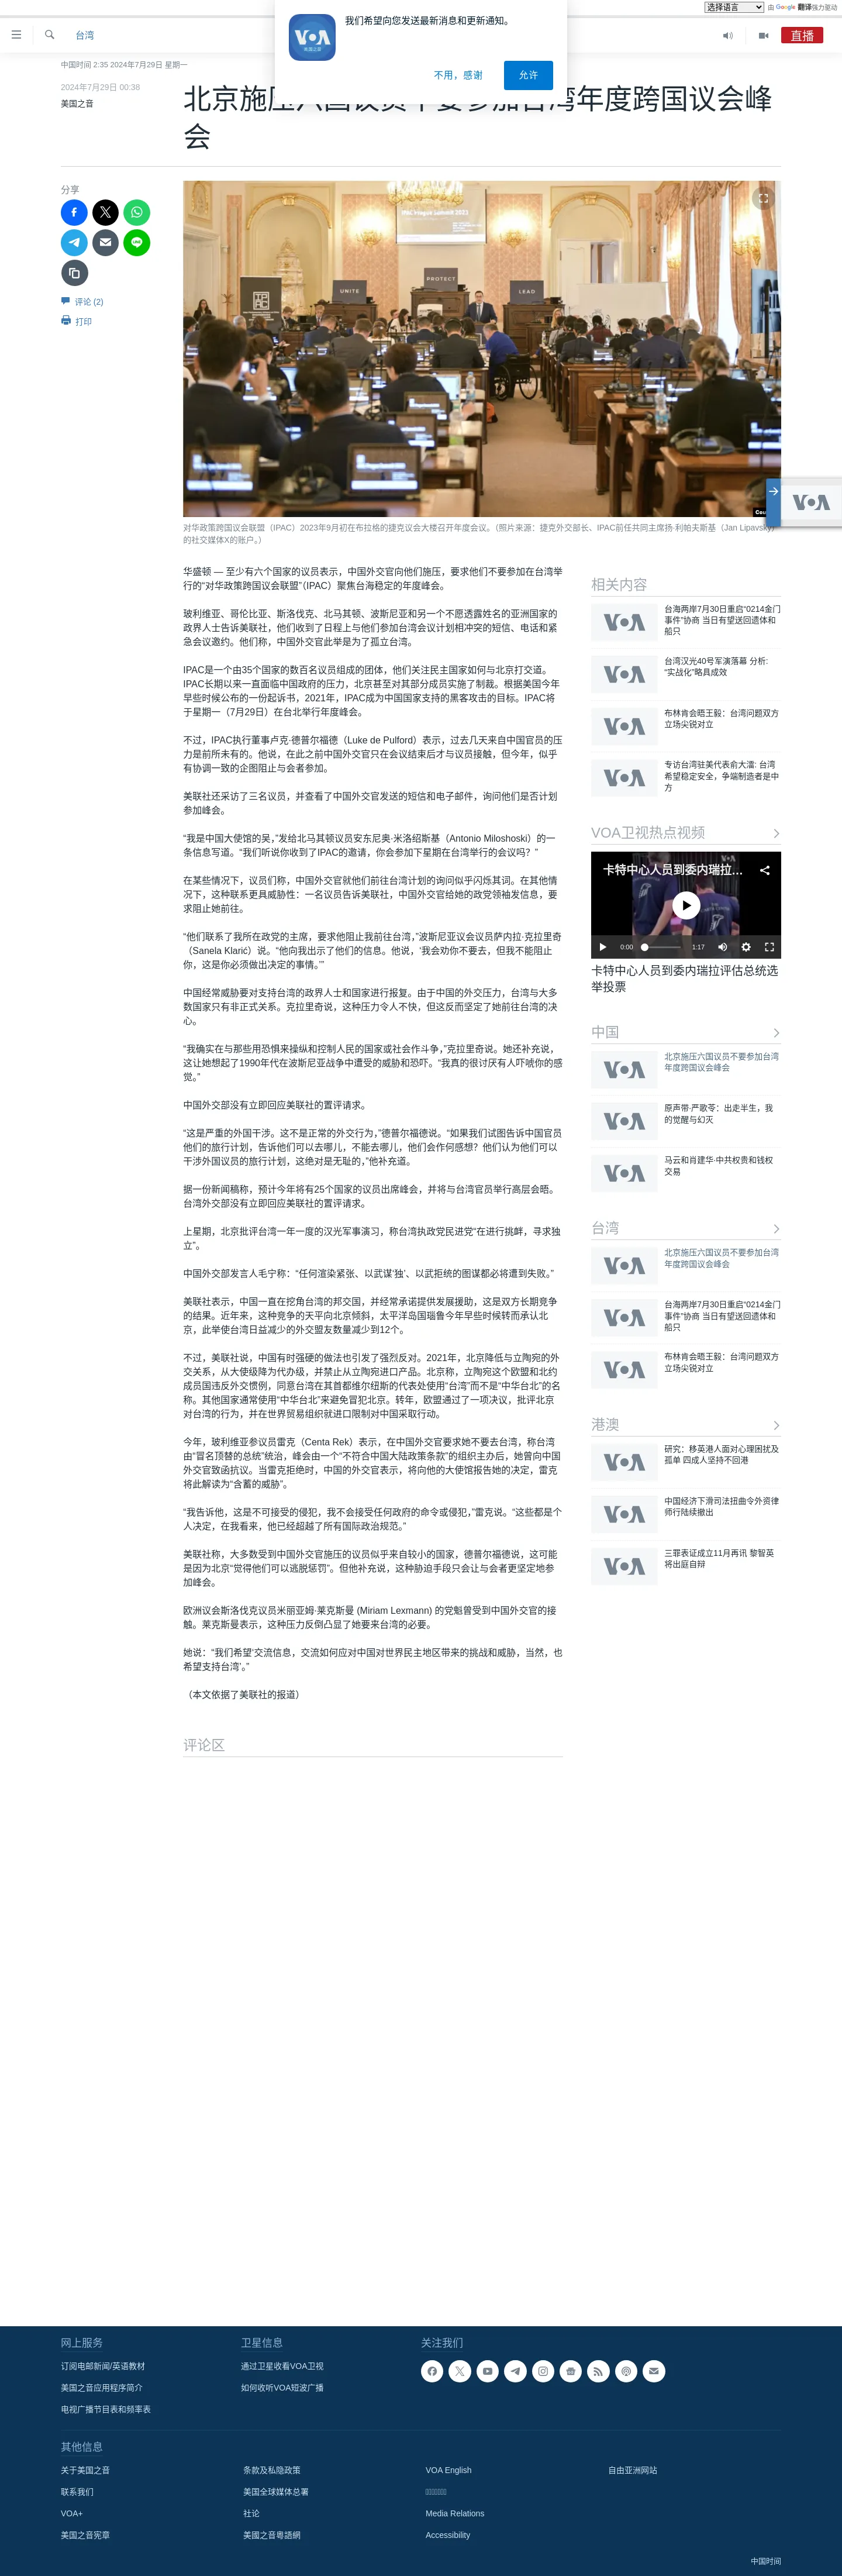 选择语言
由 Google 翻译强力驱动
我们希望向您发送最新消息和更新通知。
不用，感谢
允许
台湾
直播
中国时间 2:35 2024年7月29日 星期一
2024年7月29日 00:38
美国之音
北京施压六国议员不要参加台湾年度跨国议会峰
会
分享
评论 (2)
打印
IPAC Prague Summit 2023
UNITE
PROTECT
LEAD
对华政策跨国议会联盟（IPAC）2023年9月初在布拉格的捷克议会大楼召开年度会议。（照片来源：捷克外交部长、IPAC前任共同主席扬·利帕夫斯基（Jan Lipavsky）
的社交媒体X的账户。）
华盛顿 — 至少有六个国家的议员表示，中国外交官向他们施压，要求他们不要参加在台湾举
行的“对华政策跨国议会联盟”（IPAC）聚焦台海稳定的年度峰会。
玻利维亚、哥伦比亚、斯洛伐克、北马其顿、波斯尼亚和另一个不愿透露姓名的亚洲国家的
政界人士告诉美联社，他们收到了日程上与他们参加台湾会议计划相冲突的短信、电话和紧
急会议邀约。他们称，中国外交官此举是为了孤立台湾。
IPAC是一个由35个国家的数百名议员组成的团体，他们关注民主国家如何与北京打交道。
IPAC长期以来一直面临中国政府的压力，北京甚至对其部分成员实施了制裁。根据美国今年
早些时候公布的一份起诉书，2021年，IPAC成为中国国家支持的黑客攻击的目标。IPAC将
于星期一（7月29日）在台北举行年度峰会。
不过，IPAC执行董事卢克·德普尔福德（Luke de Pulford）表示，过去几天来自中国官员的压
力是前所未有的。他说，在此之前中国外交官只在会议结束后才与议员接触，但今年，似乎
有协调一致的企图阻止与会者参加。
美联社还采访了三名议员，并查看了中国外交官发送的短信和电子邮件，询问他们是否计划
参加峰会。
“我是中国大使馆的吴，”发给北马其顿议员安东尼奥·米洛绍斯基（Antonio Miloshoski）的一
条信息写道。“我们听说你收到了IPAC的邀请，你会参加下星期在台湾举行的会议吗？”
在某些情况下，议员们称，中国外交官就他们前往台湾计划的询问似乎闪烁其词。在其他情
况下，这种联系更具威胁性：一名议员告诉美联社，中国外交官给她的政党领袖发信息，要
求阻止她前往。
“他们联系了我所在政党的主席，要求他阻止我前往台湾，”波斯尼亚议会议员萨内拉·克拉里奇
（Sanela Klarić）说。“他向我出示了他们的信息。他说，‘我会劝你不要去，但我不能阻止
你，这是你必须做出决定的事情。’”
中国经常威胁要对支持台湾的政界人士和国家进行报复。由于中国的外交压力，台湾与大多
数国家只有非正式关系。克拉里奇说，这种压力令人不快，但这反而坚定了她前往台湾的决
心。
“我确实在与那些用恐惧来操纵和控制人民的国家或社会作斗争，”克拉里奇说。她还补充说，
这让她想起了1990年代在波斯尼亚战争中遭受的威胁和恐吓。“我真的很讨厌有人吓唬你的感
觉。”
中国外交部没有立即回应美联社的置评请求。
“这是严重的外国干涉。这不是正常的外交行为，”德普尔福德说。“如果我们试图告诉中国官员
他们的旅行计划，告诉他们可以去哪儿，不能去哪儿，他们会作何感想？他们认为他们可以
干涉外国议员的旅行计划，这绝对是无耻的，”他补充道。
据一份新闻稿称，预计今年将有25个国家的议员出席峰会，并将与台湾官员举行高层会晤。
台湾外交部没有立即回应美联社的置评请求。
上星期，北京批评台湾一年一度的汉光军事演习，称台湾执政党民进党“在进行挑衅，寻求独
立”。
中国外交部发言人毛宁称：“任何渲染紧张、以武谋‘独’、以武拒统的图谋都必将遭到失败。”
美联社表示，中国一直在挖角台湾的邦交国，并经常承诺提供发展援助，这是双方长期竞争
的结果。近年来，这种竞争的天平向北京倾斜，太平洋岛国瑙鲁今年早些时候转而承认北
京，此举使台湾日益减少的外交盟友数量减少到12个。
不过，美联社说，中国有时强硬的做法也引发了强烈反对。2021年，北京降低与立陶宛的外
交关系，从大使级降为代办级，并禁止从立陶宛进口产品。北京称，立陶宛这个欧盟和北约
成员国违反外交惯例，同意台湾在其首都维尔纽斯的代表处使用“台湾”而不是“中华台北”的名
称。其他国家通常使用“中华台北”来避免冒犯北京。转年，欧盟通过了一项决议，批评北京
对台湾的行为，并在世界贸易组织就进口限制对中国采取行动。
今年，玻利维亚参议员雷克（Centa Rek）表示，在中国外交官要求她不要去台湾，称台湾
由“冒名顶替的总统”统治，峰会由一个“不符合中国大陆政策条款”的组织主办后，她曾向中国
外交官致函抗议。当雷克拒绝时，中国的外交官表示，将向他的大使馆报告她的决定，雷克
将此解读为“含蓄的威胁”。
“我告诉他，这是不可接受的侵犯，我不会接受任何政府的命令或侵犯，”雷克说。“这些都是个
人决定，在我看来，他已经超越了所有国际政治规范。”
美联社称，大多数受到中国外交官施压的议员似乎来自较小的国家，德普尔福德说，这可能
是因为北京“觉得他们可以逃脱惩罚”。但他补充说，这种胁迫手段只会让与会者更坚定地参
加峰会。
欧洲议会斯洛伐克议员米丽亚姆·莱克斯曼 (Miriam Lexmann) 的党魁曾受到中国外交官的接
触。莱克斯曼表示，这种压力反倒凸显了她要来台湾的必要。
她说：“我们希望‘交流信息，交流如何应对中国对世界民主地区带来的挑战和威胁，当然，也
希望支持台湾’。”
（本文依据了美联社的报道）
评论区
相关内容
台海两岸7月30日重启“0214金门
事件”协商 当日有望送回遗体和
船只
台湾汉光40号军演落幕 分析:
“实战化”略具成效
布林肯会晤王毅：台湾问题双方
立场尖锐对立
专访台湾驻美代表俞大㵢: 台湾
希望稳定安全，争端制造者是中
方
VOA卫视热点视频
卡特中心人员到委内瑞拉…
0:00
1:17
卡特中心人员到委内瑞拉评估总统选
举投票
中国
北京施压六国议员不要参加台湾
年度跨国议会峰会
原声带·严歌苓：出走半生，我
的觉醒与幻灭
马云和肖建华·中共权贵和钱权
交易
台湾
北京施压六国议员不要参加台湾
年度跨国议会峰会
台海两岸7月30日重启“0214金门
事件”协商 当日有望送回遗体和
船只
布林肯会晤王毅：台湾问题双方
立场尖锐对立
港澳
研究：移英港人面对心理困扰及
孤单 四成人坚持不回港
中国经济下滑司法扭曲令外资律
师行陆续撤出
三罪表证成立11月再讯 黎智英
将出庭自辩
网上服务
订阅电邮新闻/英语教材
美国之音应用程序简介
电视广播节目表和频率表
卫星信息
通过卫星收看VOA卫视
如何收听VOA短波广播
关注我们
其他信息
关于美国之音
联系我们
VOA+
美国之音宪章
条款及私隐政策
美国全球媒体总署
社论
美國之音粵語網
VOA English
Media Relations
Accessibility
自由亚洲网站
中国时间